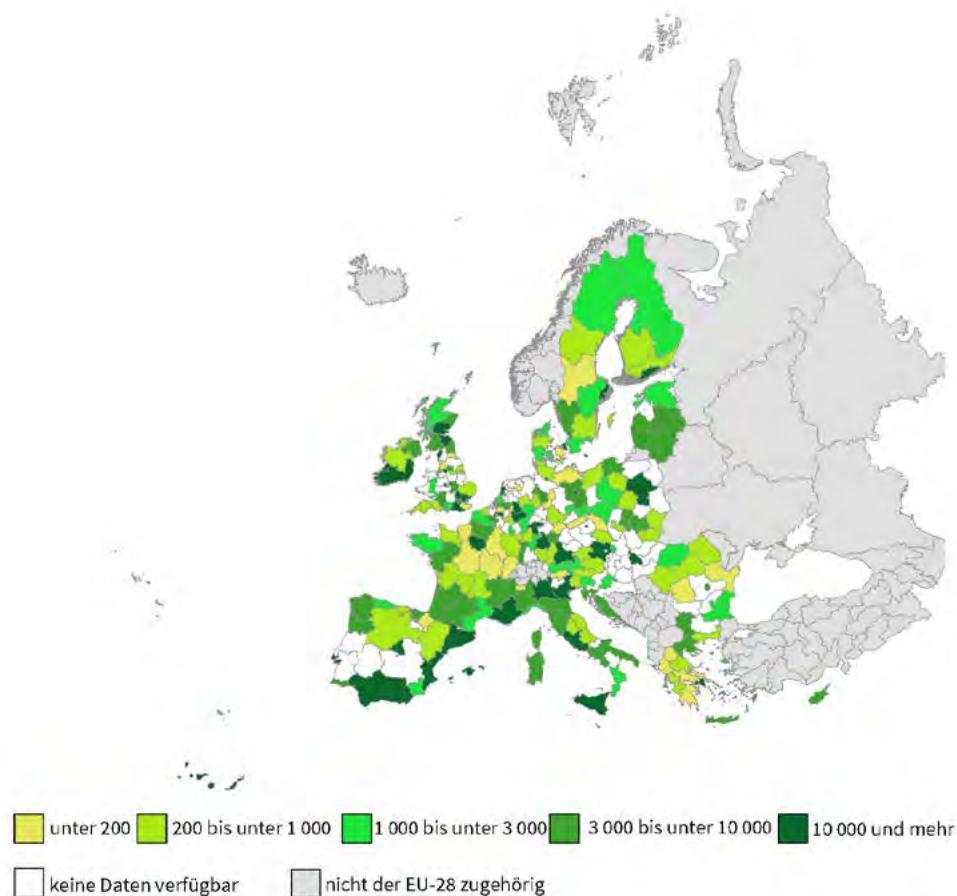 unter 200 200 bis unter 1 000 1 000 bis unter 3 000 3 000 bis unter 10 000 10 000 und mehr
keine Daten verfügbar nicht der EU-28 zugehörig